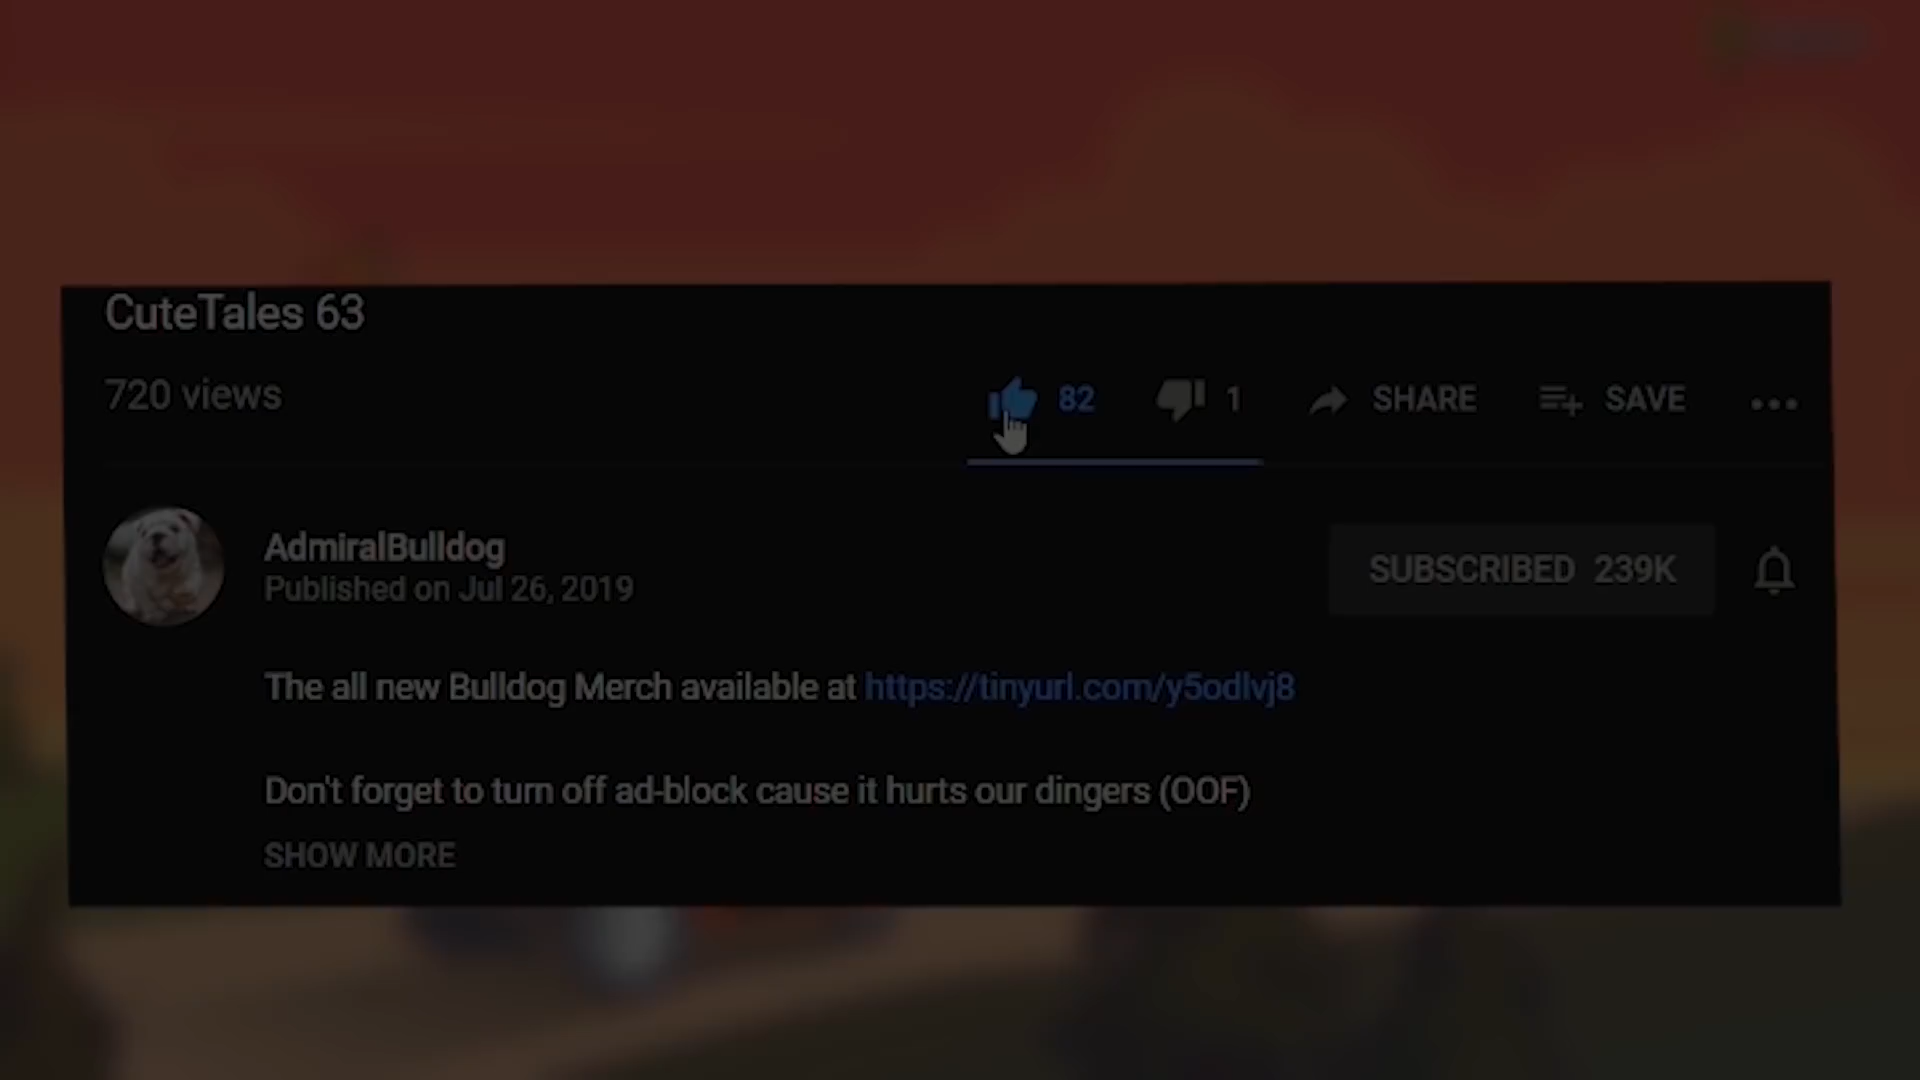 CuteTales 63
720 views
82 1 SHARE SAVE
AdmiralBulldog
Published on Jul 26, 2019
SUBSCRIBED 239K
The all new Bulldog Merch available at https://tinyurl.com/y5odlvj8
Don't forget to turn off ad-block cause it hurts our dingers (OOF)
SHOW MORE